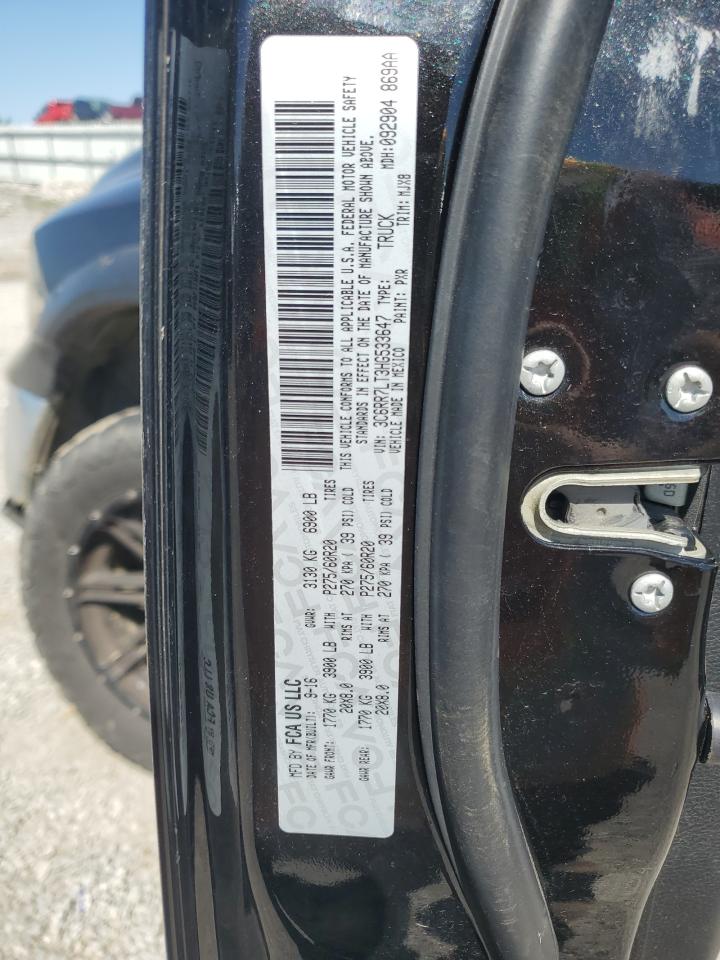 MFD BY FCA US LLC
DATE OF MFR(BUILT): 9-16 GVWR: 3130 KG 6900 LB
GAWR FRONT: 1770 KG 3900 LB WITH P275/60R20 TIRES
20X8.0 RIMS AT 270 KPA ( 39 PSI) COLD
GAWR REAR: 1770 KG 3900 LB WITH P275/60R20 TIRES
20X8.0 RIMS AT 270 KPA ( 39 PSI) COLD
THIS VEHICLE CONFORMS TO ALL APPLICABLE U.S.A. FEDERAL MOTOR VEHICLE SAFETY
STANDARDS IN EFFECT ON THE DATE OF MANUFACTURE SHOWN ABOVE.
VIN: 3C6RR7LT3HG533647 TYPE: TRUCK MDH:092904 869AA
VEHICLE MADE IN MEXICO PAINT: PXR TRIM: MJX8